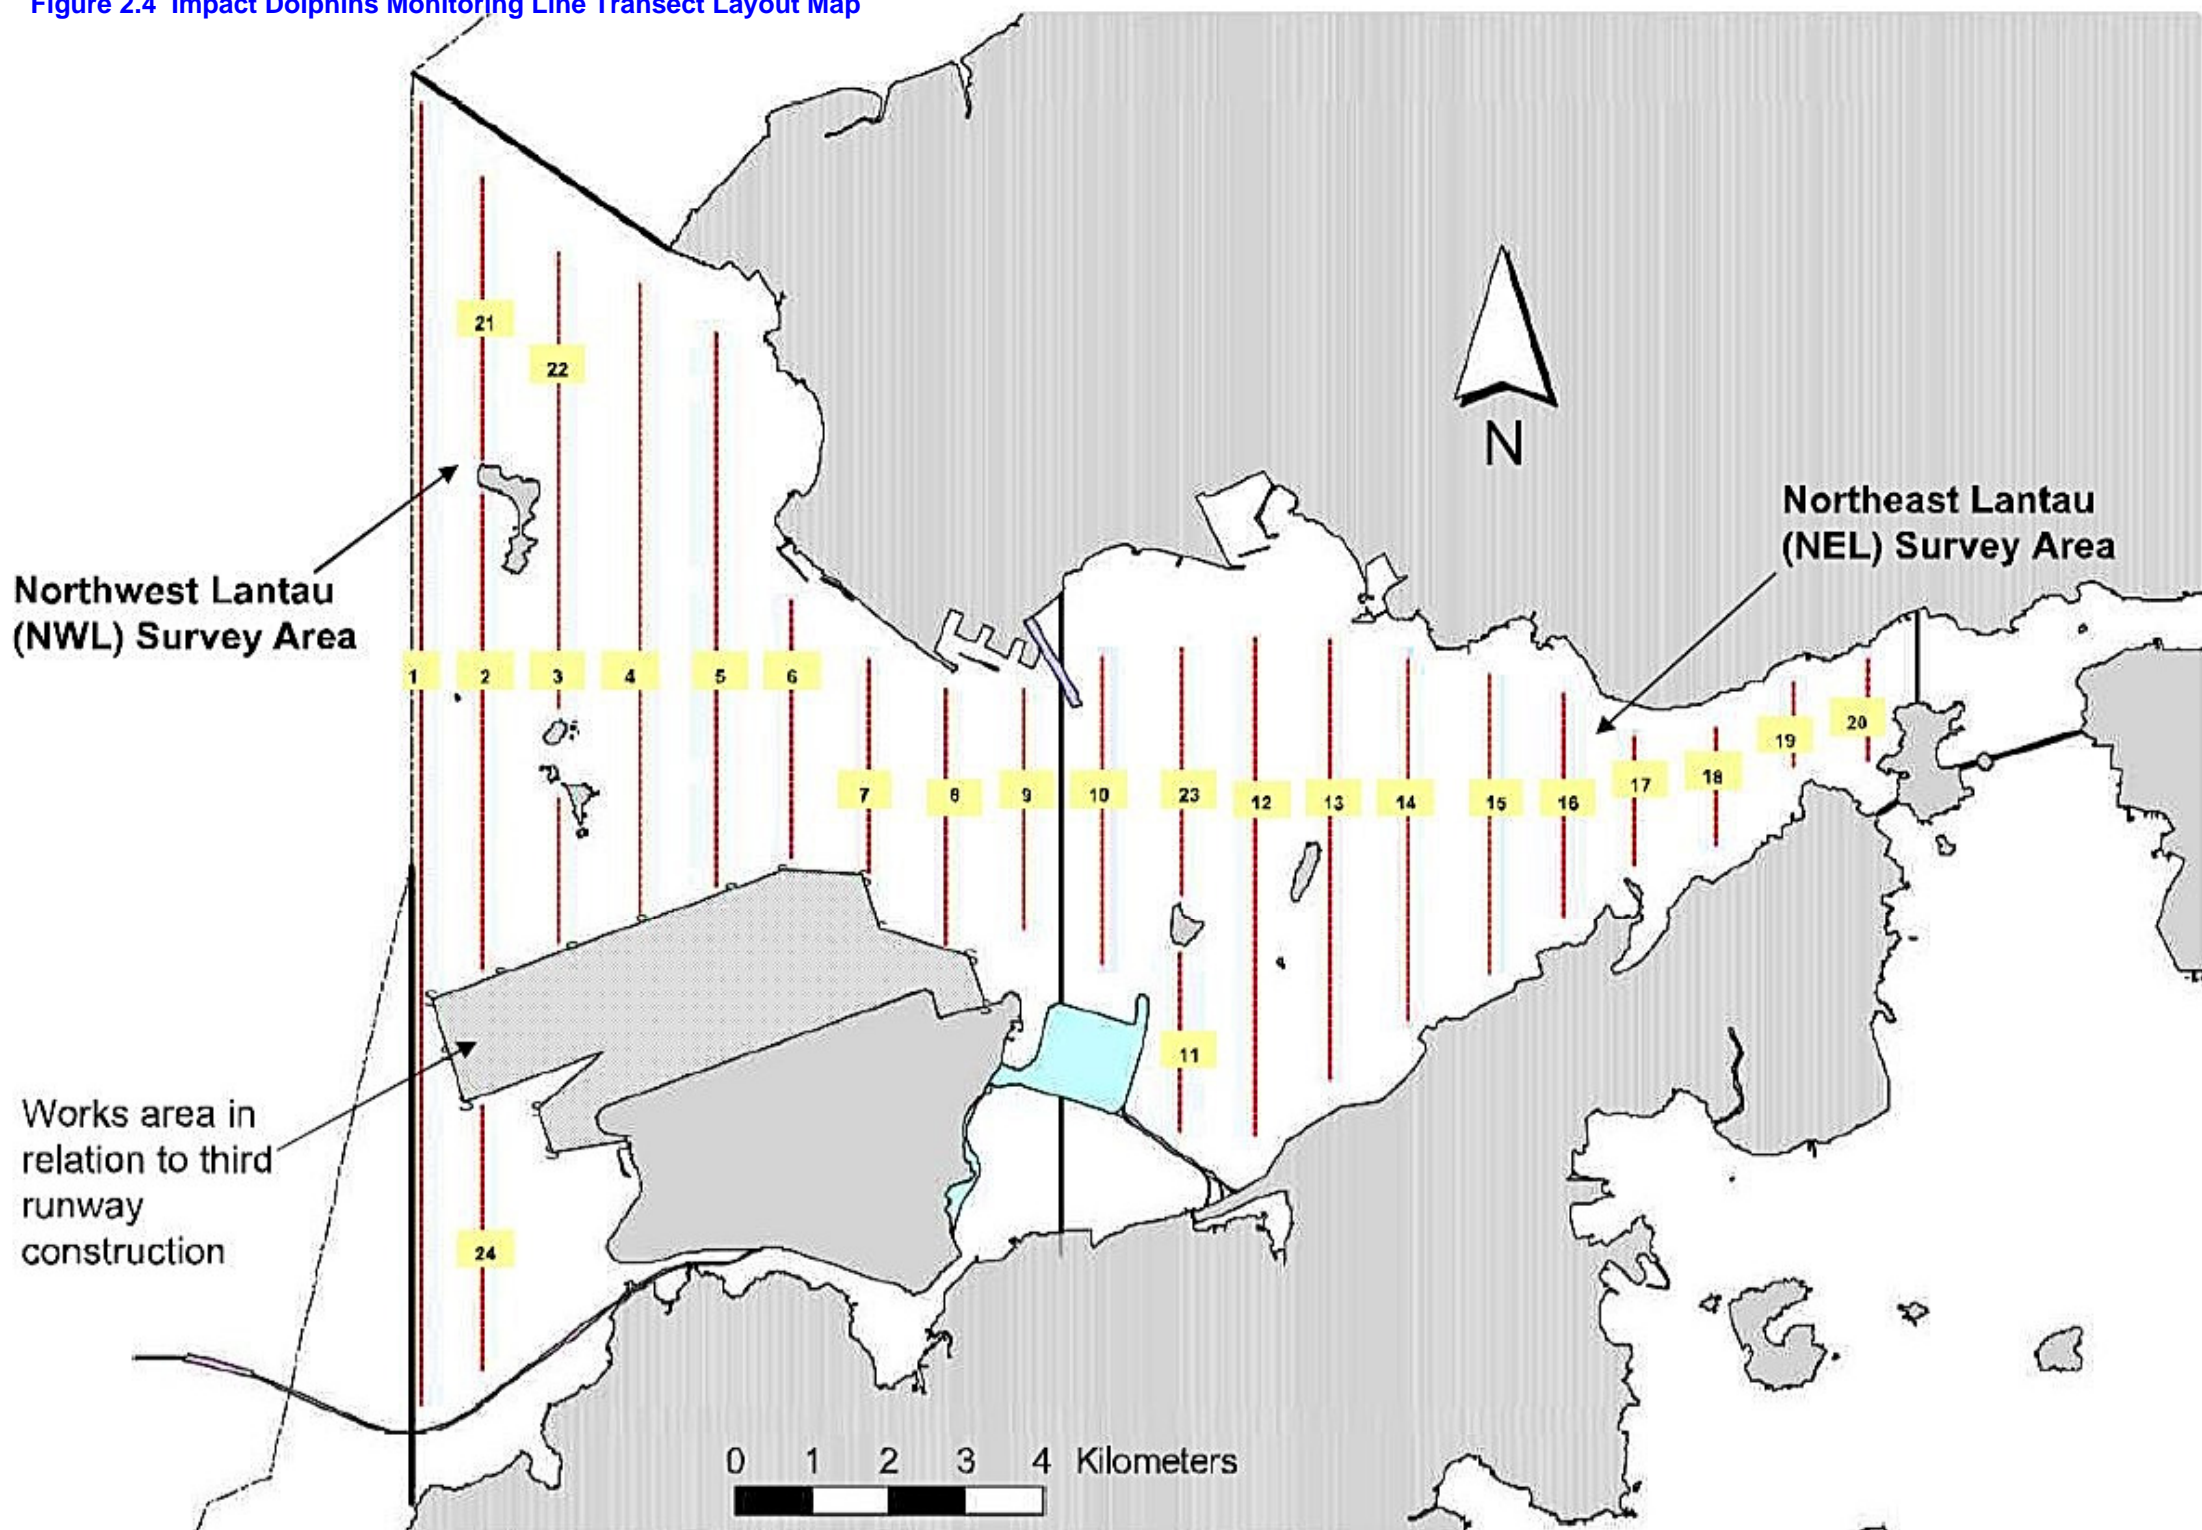 Figure 2.4 Impact Dolphins Monitoring Line Transect Layout Map
21
22
N
Northeast Lantau
(NEL) Survey Area
Northwest Lantau
(NWL) Survey Area
1 2 3 4 5 6
7 8 9 10 23 12 13 14 15 16 17 18 19 20
11
Works area in
relation to third
runway
construction
24
0 1 2 3 4 Kilometers